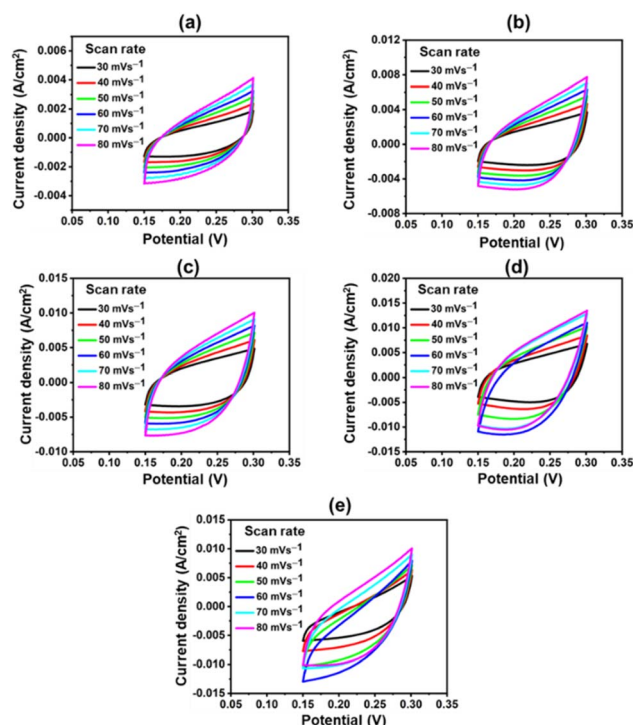 (a)
Current density (A/cm²)
0.006
0.004
0.002
0.000
-0.002
-0.004
Scan rate
30 mVs⁻¹
40 mVs⁻¹
50 mVs⁻¹
60 mVs⁻¹
70 mVs⁻¹
80 mVs⁻¹
0.05 0.10 0.15 0.20 0.25 0.30 0.35
Potential (V)
(b)
Current density (A/cm²)
0.012
0.008
0.004
0.000
-0.004
-0.008
Scan rate
30 mVs⁻¹
40 mVs⁻¹
50 mVs⁻¹
60 mVs⁻¹
70 mVs⁻¹
80 mVs⁻¹
0.05 0.10 0.15 0.20 0.25 0.30 0.35
Potential (V)
(c)
Current density (A/cm²)
0.015
0.010
0.005
0.000
-0.005
-0.010
Scan rate
30 mVs⁻¹
40 mVs⁻¹
50 mVs⁻¹
60 mVs⁻¹
70 mVs⁻¹
80 mVs⁻¹
0.05 0.10 0.15 0.20 0.25 0.30 0.35
Potential (V)
(d)
Current density (A/cm²)
0.020
0.015
0.010
0.005
0.000
-0.005
-0.010
-0.015
Scan rate
30 mVs⁻¹
40 mVs⁻¹
50 mVs⁻¹
60 mVs⁻¹
70 mVs⁻¹
80 mVs⁻¹
0.05 0.10 0.15 0.20 0.25 0.30 0.35
Potential (V)
(e)
Current density (A/cm²)
0.015
0.010
0.005
0.000
-0.005
-0.010
-0.015
Scan rate
30 mVs⁻¹
40 mVs⁻¹
50 mVs⁻¹
60 mVs⁻¹
70 mVs⁻¹
80 mVs⁻¹
0.05 0.10 0.15 0.20 0.25 0.30 0.35
Potential (V)